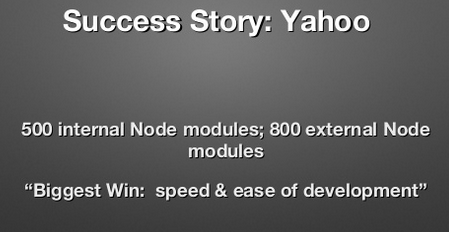 Success Story: Yahoo
500 internal Node modules; 800 external Node
modules
“Biggest Win:  speed & ease of development”